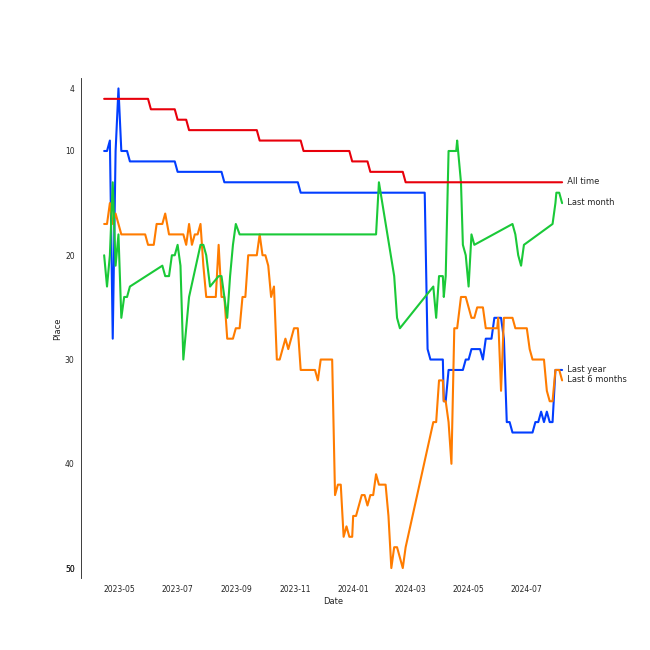 4
10
20
30
40
50
Place
2023-05
2023-07
2023-09
2023-11
2024-01
2024-03
2024-05
2024-07
Date
All time
Last month
Last year
Last 6 months